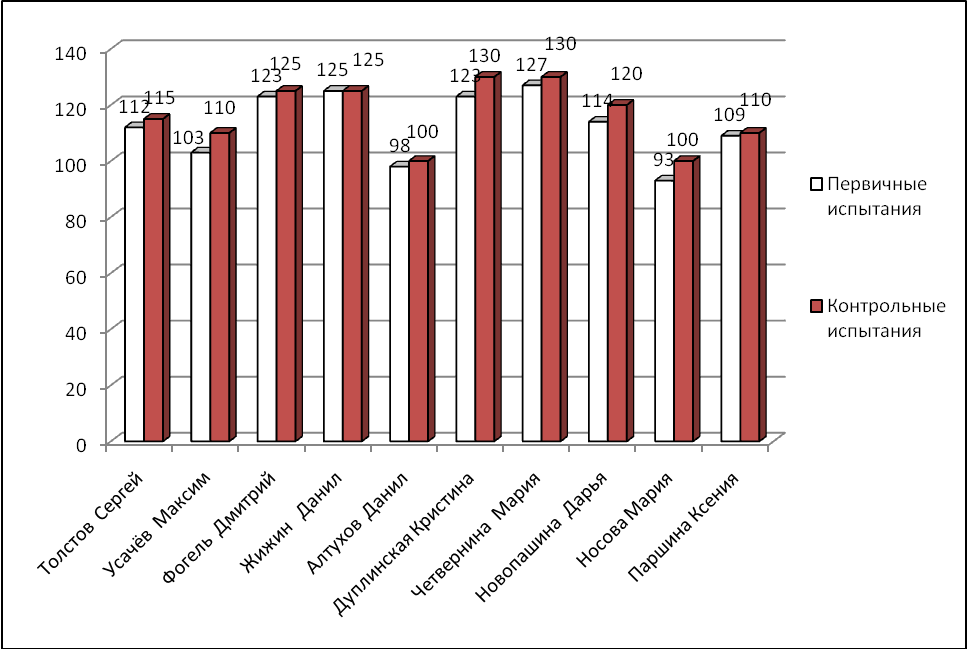 140
120
100
80
60
40
20
0
112
115
103
110
123
125
125
125
98
100
123
130
127
130
114
120
93
100
109
110
Толстов Сергей
Усачёв Максим
Фогель Дмитрий
Жижин Данил
Алтухов Данил
Дуплинская Кристина
Четвернина Мария
Новопашина Дарья
Носова Мария
Паршина Ксения
Первичные
испытания
Контрольные
испытания